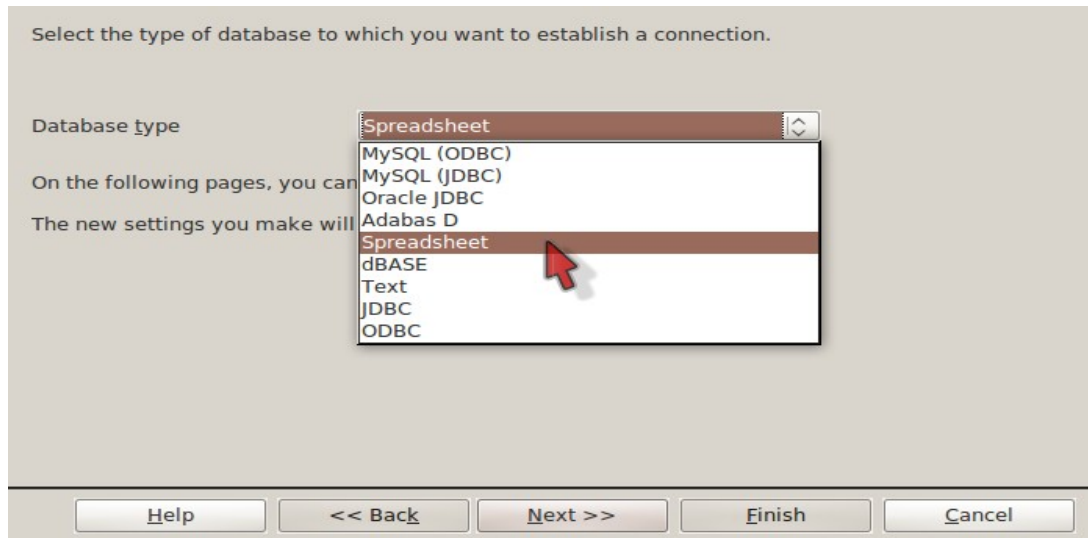 Select the type of database to which you want to establish a connection.
Database type
Spreadsheet
MySQL (ODBC)
MySQL (JDBC)
Oracle JDBC
Adabas D
Spreadsheet
dBASE
Text
JDBC
ODBC
On the following pages, you can
The new settings you make will
Help
<< Back
Next >>
Finish
Cancel